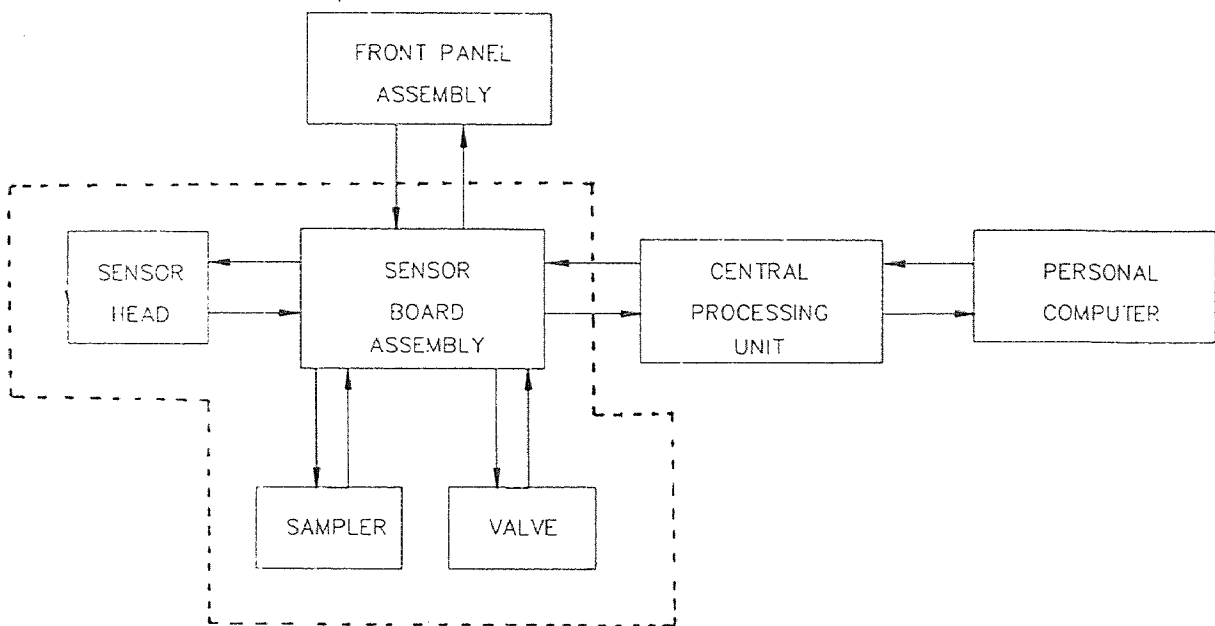 FRONT PANEL
ASSEMBLY
SENSOR
HEAD
SENSOR
BOARD
ASSEMBLY
CENTRAL
PROCESSING
UNIT
PERSONAL
COMPUTER
SAMPLER
VALVE